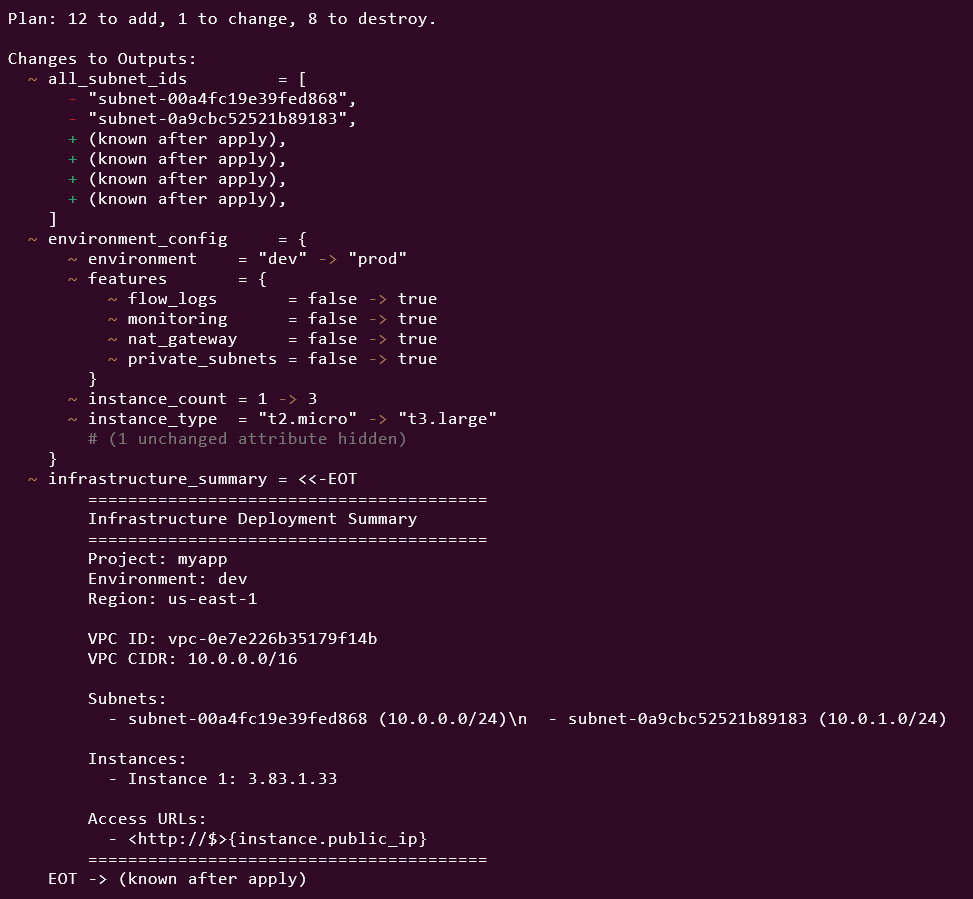 Plan: 12 to add, 1 to change, 8 to destroy.

Changes to Outputs:
  ~ all_subnet_ids         = [
      - "subnet-00a4fc19e39fed868",
      - "subnet-0a9cbc52521b89183",
      + (known after apply),
      + (known after apply),
      + (known after apply),
      + (known after apply),
    ]
  ~ environment_config     = {
      ~ environment    = "dev" -> "prod"
      ~ features       = {
          ~ flow_logs       = false -> true
          ~ monitoring      = false -> true
          ~ nat_gateway     = false -> true
          ~ private_subnets = false -> true
        }
      ~ instance_count = 1 -> 3
      ~ instance_type  = "t2.micro" -> "t3.large"
        # (1 unchanged attribute hidden)
    }
  ~ infrastructure_summary = <<-EOT
        ========================================
        Infrastructure Deployment Summary
        ========================================
        Project: myapp
        Environment: dev
        Region: us-east-1

        VPC ID: vpc-0e7e226b35179f14b
        VPC CIDR: 10.0.0.0/16

        Subnets:
          - subnet-00a4fc19e39fed868 (10.0.0.0/24)\n  - subnet-0a9cbc52521b89183 (10.0.1.0/24)

        Instances:
          - Instance 1: 3.83.1.33

        Access URLs:
          - <http://$>{instance.public_ip}
        ========================================
    EOT -> (known after apply)